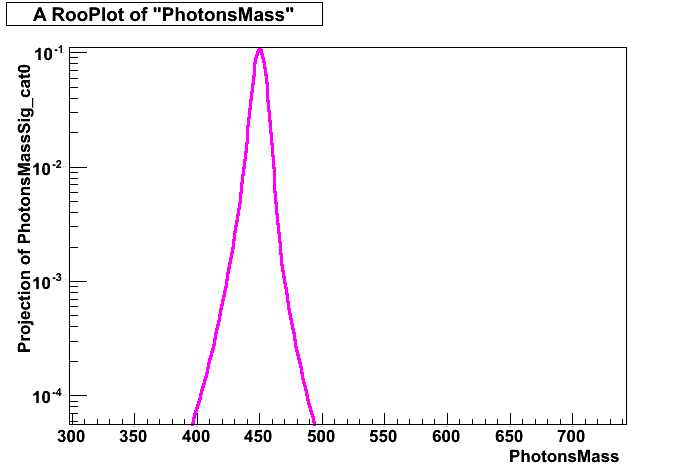 A RooPlot of "PhotonsMass"
Projection of PhotonsMassSig_cat0
10⁻¹
10⁻²
10⁻³
10⁻⁴
300 350 400 450 500 550 600 650 700
PhotonsMass